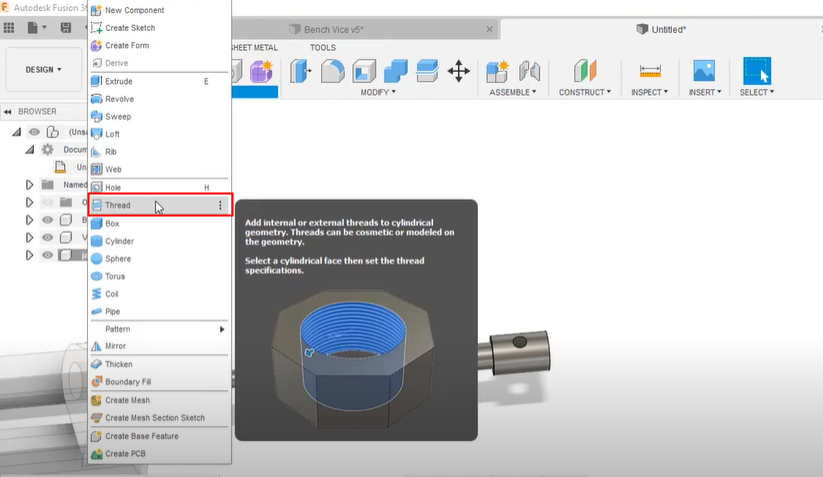 Autodesk Fusion 36
Bench Vice v5*
Untitled*
SHEET METAL
TOOLS
DESIGN
MODIFY
ASSEMBLE
CONSTRUCT
INSPECT
INSERT
SELECT
BROWSER
(Uns
Docum
Un
Named
New Component
Create Sketch
Create Form
Derive
Extrude E
Revolve
Sweep
Loft
Rib
Web
Hole H
Thread
Box
Cylinder
Sphere
Torus
Coil
Pipe
Pattern
Mirror
Thicken
Boundary Fill
Create Mesh
Create Mesh Section Sketch
Create Base Feature
Create PCB
Add internal or external threads to cylindrical
geometry. Threads can be cosmetic or modeled on
the geometry.
Select a cylindrical face then set the thread
specifications.